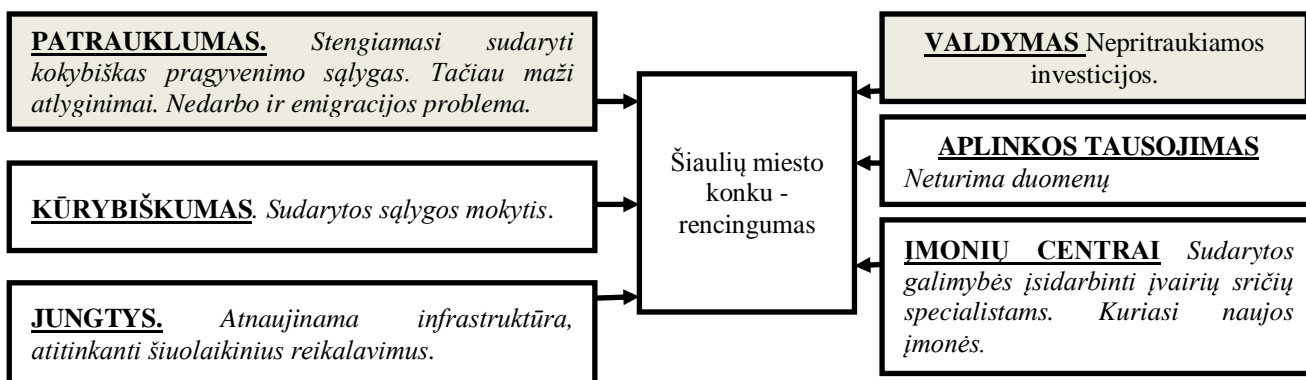 PATRAUKLUMAS. Stengiamasi sudaryti
kokybiškas pragyvenimo sąlygas. Tačiau maži
atlyginimai. Nedarbo ir emigracijos problema.
KŪRYBIŠKUMAS. Sudarytos sąlygos mokytis.
JUNGTYS. Atnaujinama infrastruktūra,
atitinkanti šiuolaikinius reikalavimus.
Šiaulių miesto
konku -
rencingumas
VALDYMAS Nepritraukiamos
investicijos.
APLINKOS TAUSOJIMAS
Neturima duomenų
ĮMONIŲ CENTRAI Sudarytos
galimybės įsidarbinti įvairių sričių
specialistams. Kuriasi naujos
įmonės.